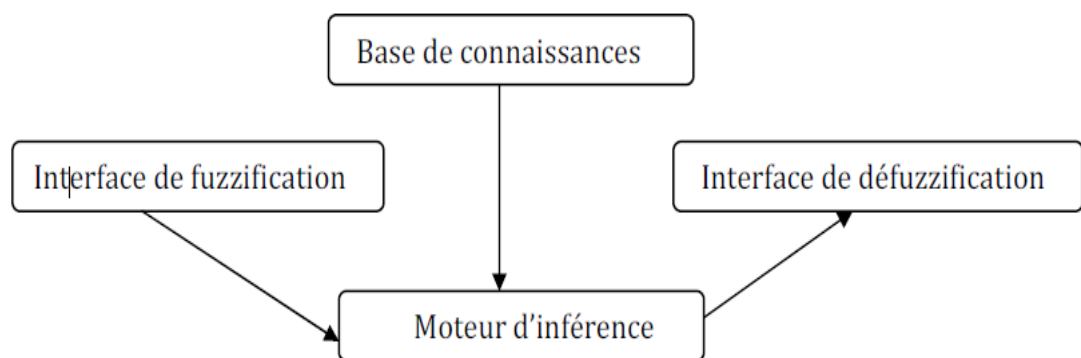 Base de connaissances
Interface de fuzzification
Interface de défuzzification
Moteur d’inférence